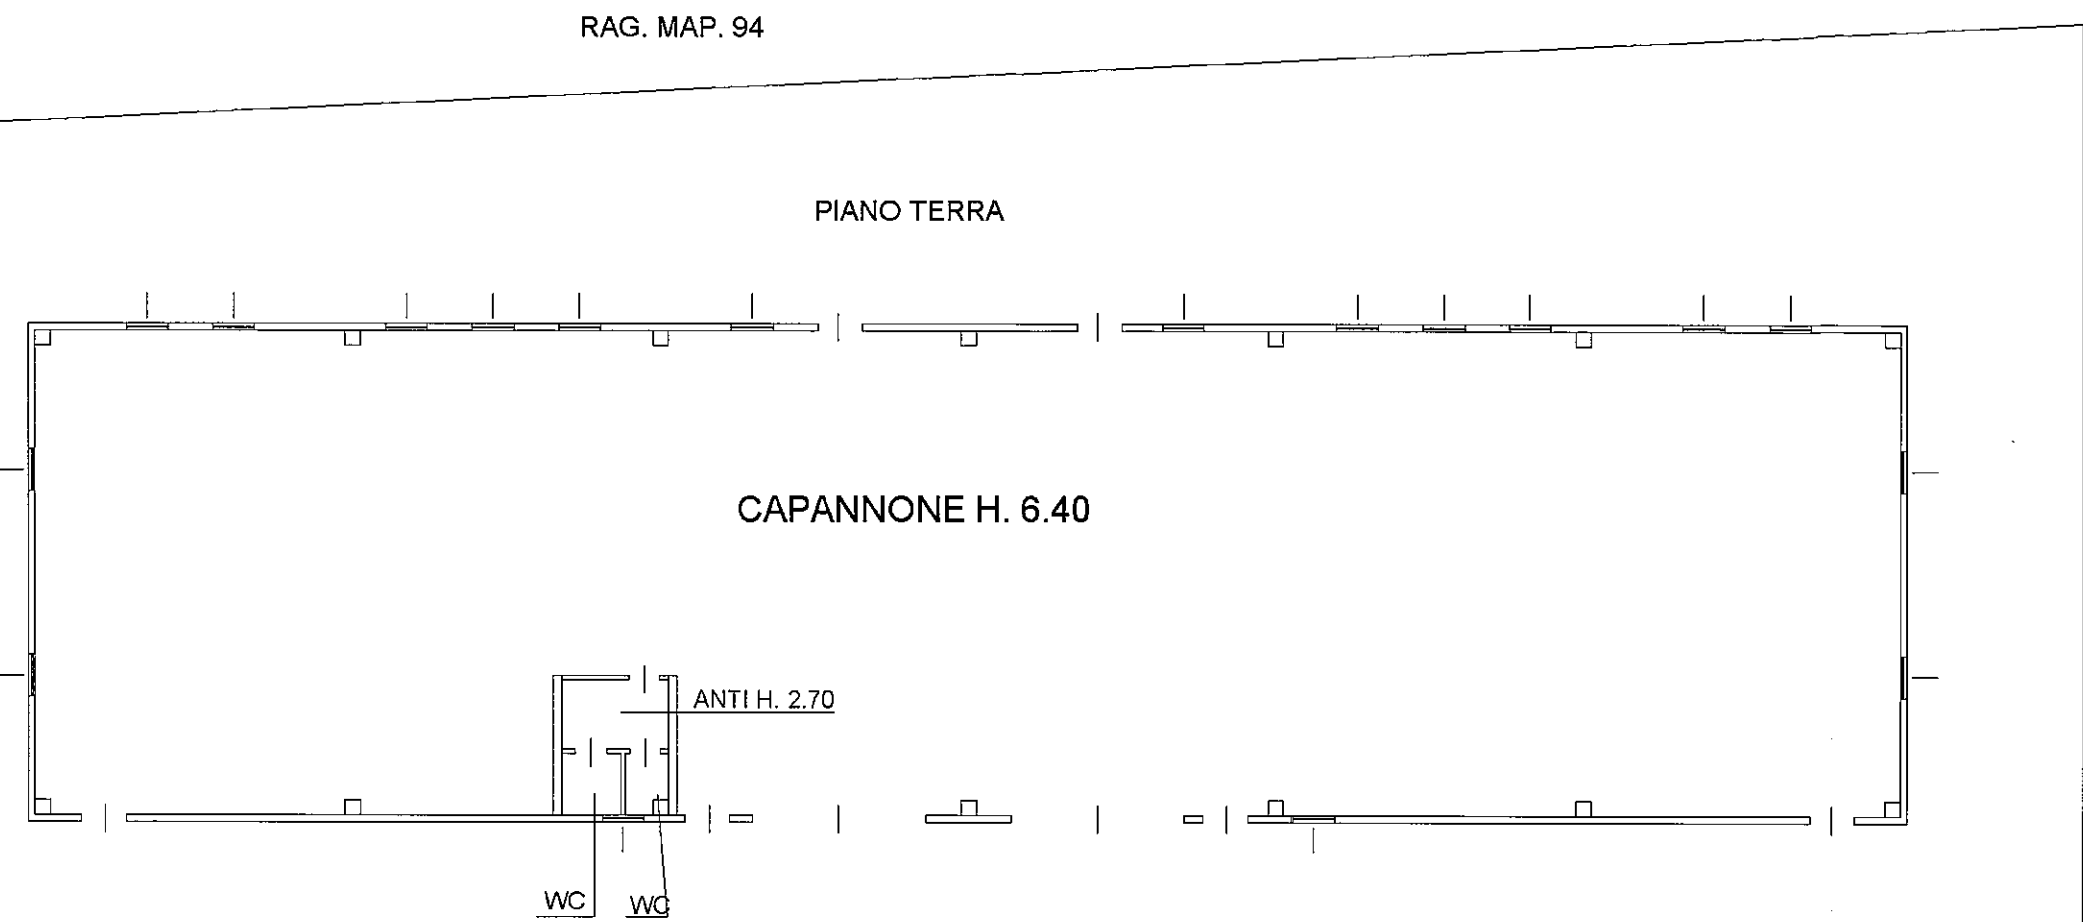 RAG. MAP. 94
PIANO TERRA
CAPANNONE H. 6.40
ANTI H. 2.70
WC
WC